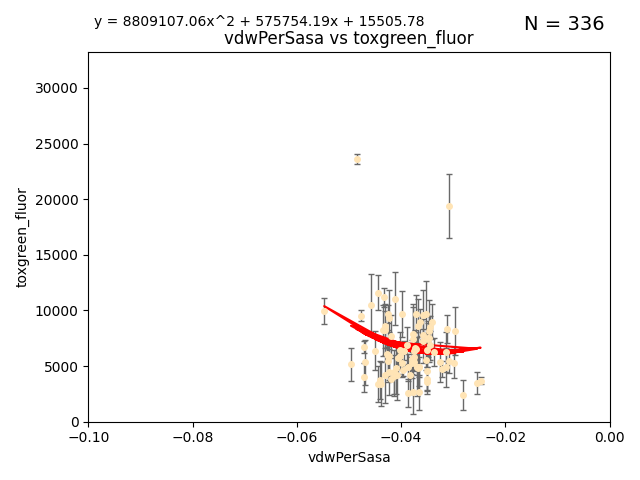 y = 8809107.06x^2 + 575754.19x + 15505.78
N = 336
vdwPerSasa vs toxgreen_fluor
30000
25000
20000
15000
10000
5000
0
toxgreen_fluor
−0.10 −0.08 −0.06 −0.04 −0.02 0.00
vdwPerSasa